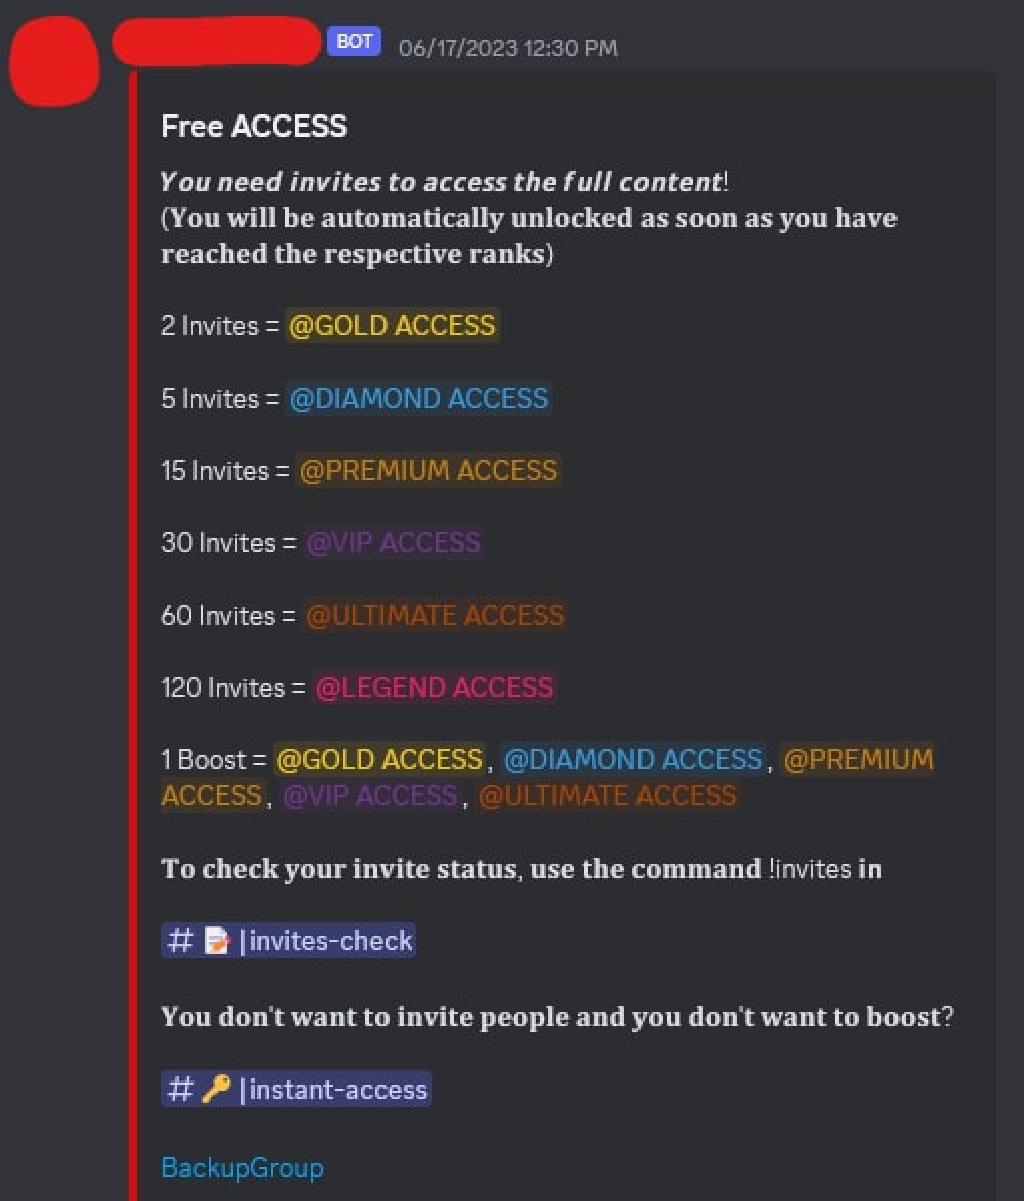 BOT 06/17/2023 12:30 PM
Free ACCESS
You need invites to access the full content!
(You will be automatically unlocked as soon as you have
reached the respective ranks)
2 Invites = @GOLD ACCESS
5 Invites = @DIAMOND ACCESS
15 Invites = @PREMIUM ACCESS
30 Invites = @VIP ACCESS
60 Invites = @ULTIMATE ACCESS
120 Invites = @LEGEND ACCESS
1 Boost = @GOLD ACCESS, @DIAMOND ACCESS, @PREMIUM
ACCESS, @VIP ACCESS, @ULTIMATE ACCESS
To check your invite status, use the command !invites in
# 📝|invites-check
You don't want to invite people and you don't want to boost?
# 🔑|instant-access
BackupGroup